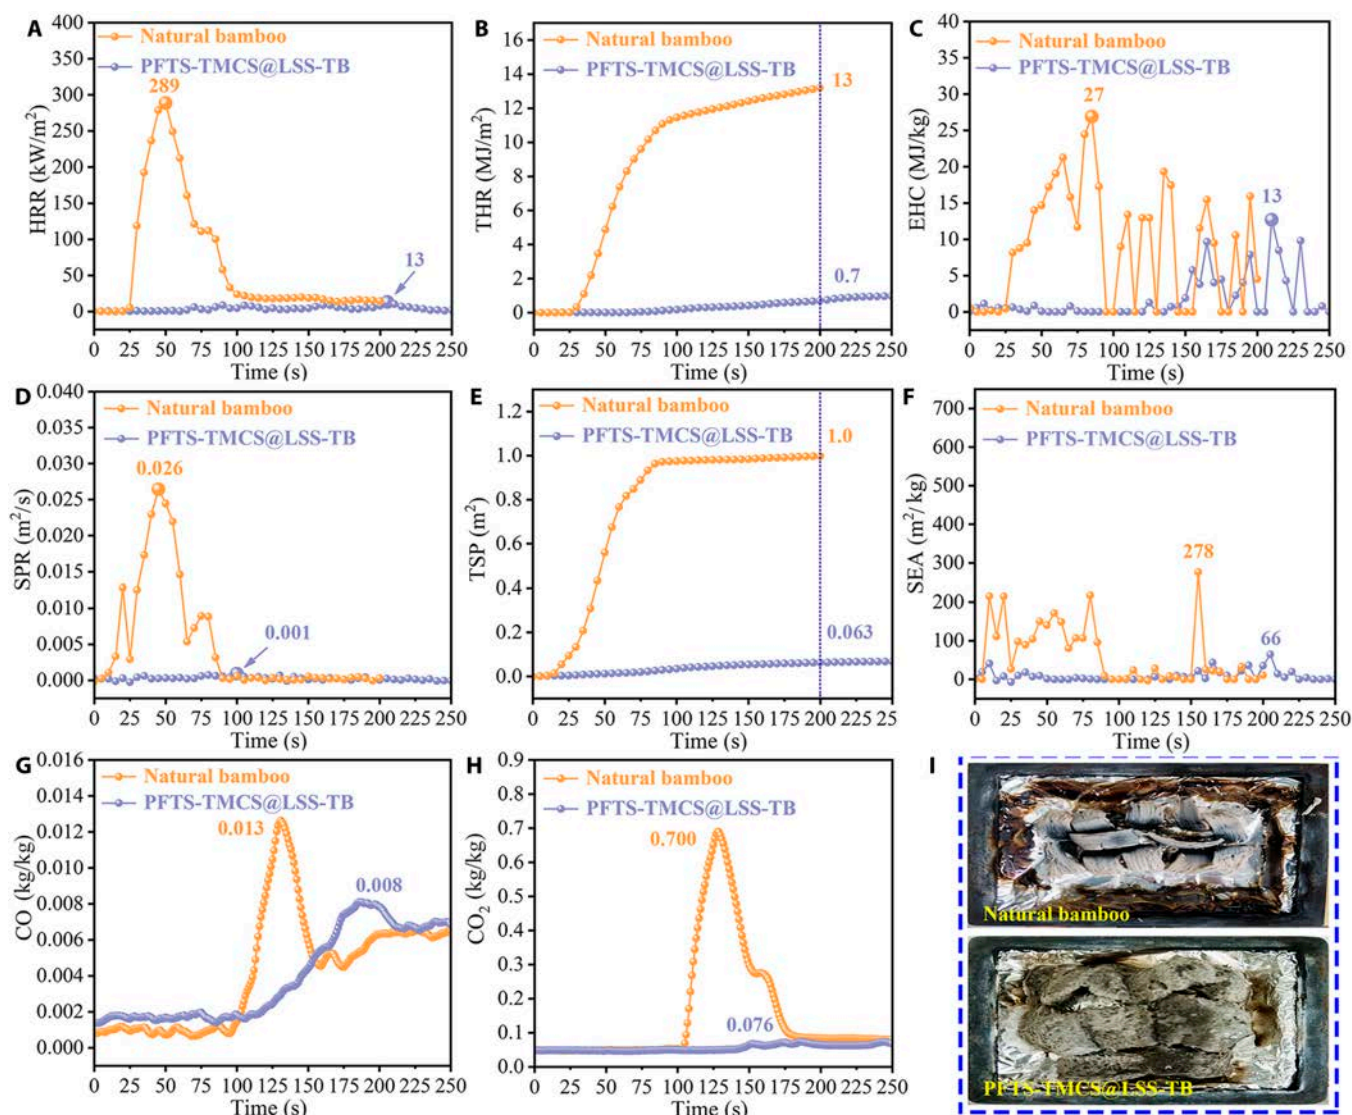 A
400
350
300
250
200
150
100
50
0
HRR (kW/m²)
Natural bamboo
PFTS-TMCS@LSS-TB
289
13
0 25 50 75 100 125 150 175 200 225 250
Time (s)
B
16
14
12
10
8
6
4
2
0
THR (MJ/m²)
Natural bamboo
PFTS-TMCS@LSS-TB
13
0.7
0 25 50 75 100 125 150 175 200 225 250
Time (s)
C
40
35
30
25
20
15
10
5
0
EHC (MJ/kg)
Natural bamboo
PFTS-TMCS@LSS-TB
27
13
0 25 50 75 100 125 150 175 200 225 250
Time (s)
D
0.040
0.035
0.030
0.025
0.020
0.015
0.010
0.005
0.000
SPR (m²/s)
Natural bamboo
PFTS-TMCS@LSS-TB
0.026
0.001
0 25 50 75 100 125 150 175 200 225 250
Time (s)
E
1.2
1.0
0.8
0.6
0.4
0.2
0.0
TSP (m²)
Natural bamboo
PFTS-TMCS@LSS-TB
1.0
0.063
0 25 50 75 100 125 150 175 200 225 250
Time (s)
F
700
600
500
400
300
200
100
0
SEA (m²/ kg)
Natural bamboo
PFTS-TMCS@LSS-TB
278
66
0 25 50 75 100 125 150 175 200 225 250
Time (s)
G
0.016
0.014
0.012
0.010
0.008
0.006
0.004
0.002
0.000
CO (kg/kg)
Natural bamboo
PFTS-TMCS@LSS-TB
0.013
0.008
0 25 50 75 100 125 150 175 200 225 250
Time (s)
H
0.9
0.8
0.7
0.6
0.5
0.4
0.3
0.2
0.1
0.0
CO₂ (kg/kg)
Natural bamboo
PFTS-TMCS@LSS-TB
0.700
0.076
0 25 50 75 100 125 150 175 200 225 250
Time (s)
I
Natural bamboo
PFTS-TMCS@LSS-TB